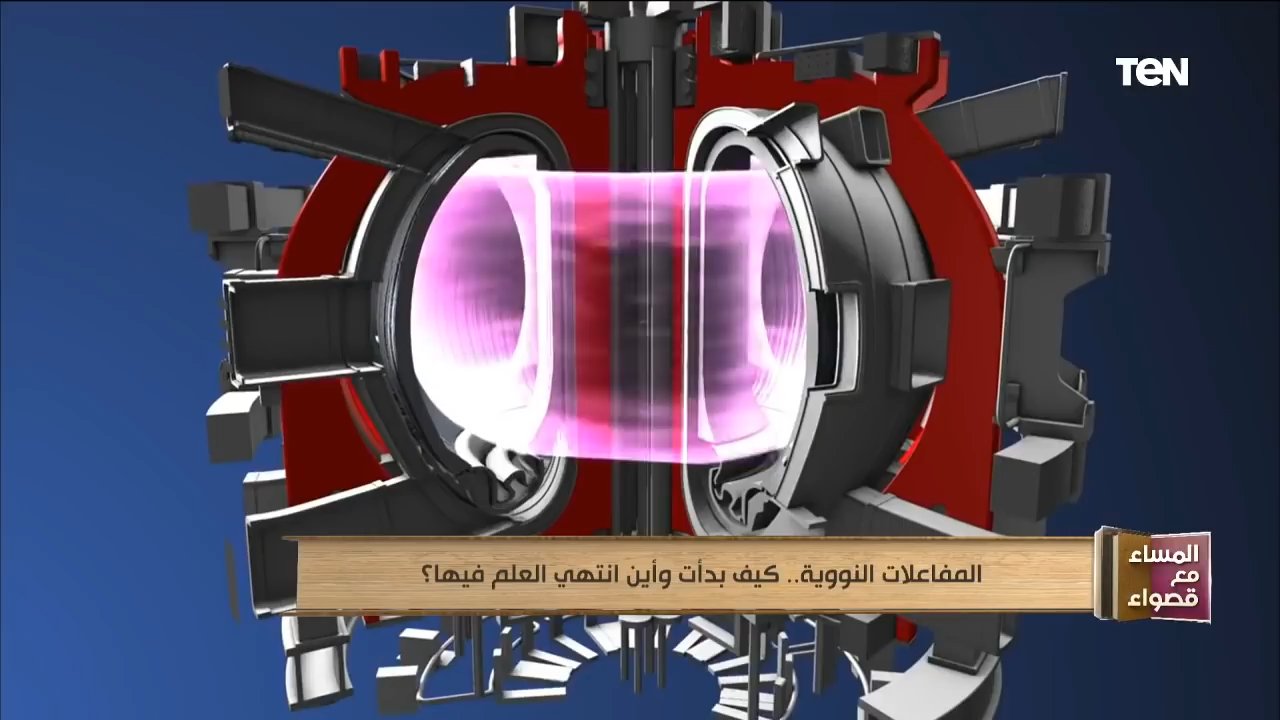 TeN
المفاعلات النووية.. كيف بدأت وأين انتهي العلم فيها؟
المساء
مع
قصواء